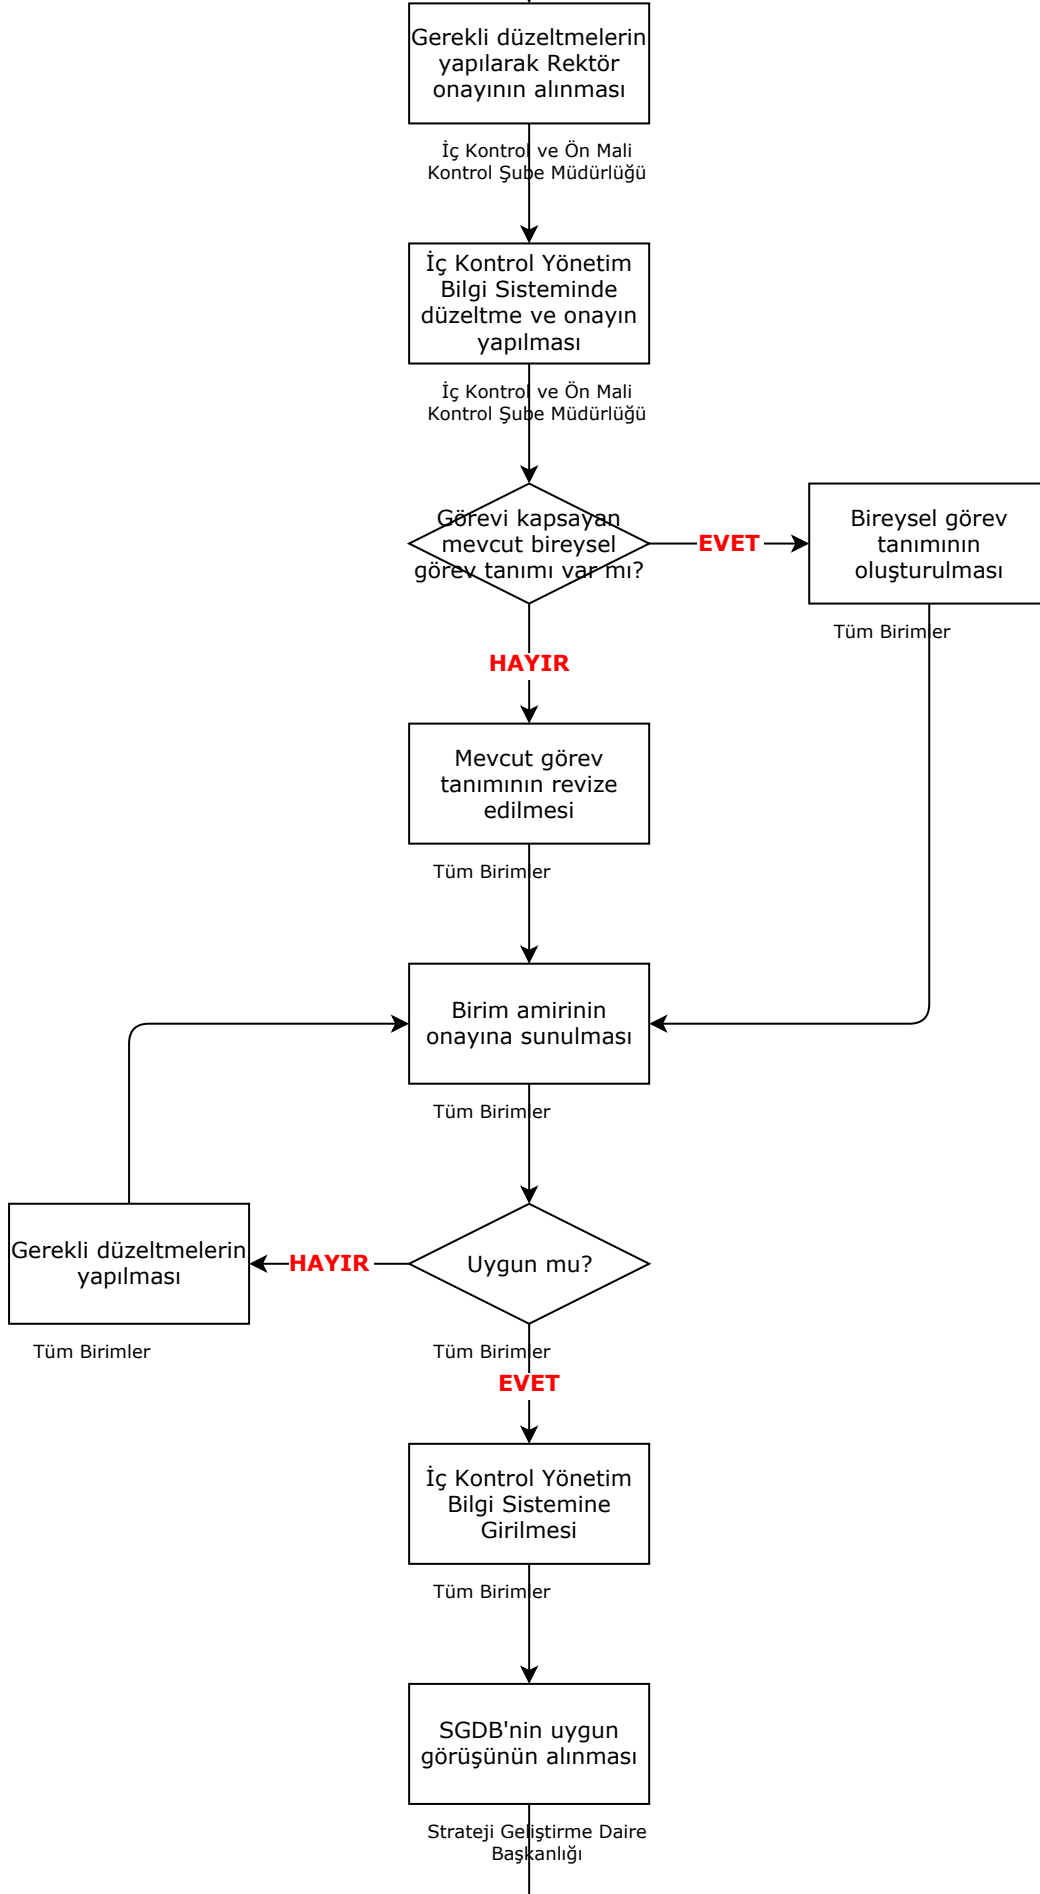 Gerekli düzeltmelerin
yapılarak Rektör
onayının alınması
İç Kontrol ve Ön Mali
Kontrol Şube Müdürlüğü
İç Kontrol Yönetim
Bilgi Sisteminde
düzeltme ve onayın
yapılması
İç Kontrol ve Ön Mali
Kontrol Şube Müdürlüğü
Görevi kapsayan
mevcut bireysel
görev tanımı var mı?
EVET
Bireysel görev
tanımının
oluşturulması
Tüm Birimler
HAYIR
Mevcut görev
tanımının revize
edilmesi
Tüm Birimler
Birim amirinin
onayına sunulması
Tüm Birimler
Uygun mu?
HAYIR
Gerekli düzeltmelerin
yapılması
Tüm Birimler
Tüm Birimler
EVET
İç Kontrol Yönetim
Bilgi Sistemine
Girilmesi
Tüm Birimler
SGDB'nin uygun
görüşünün alınması
Strateji Geliştirme Daire
Başkanlığı